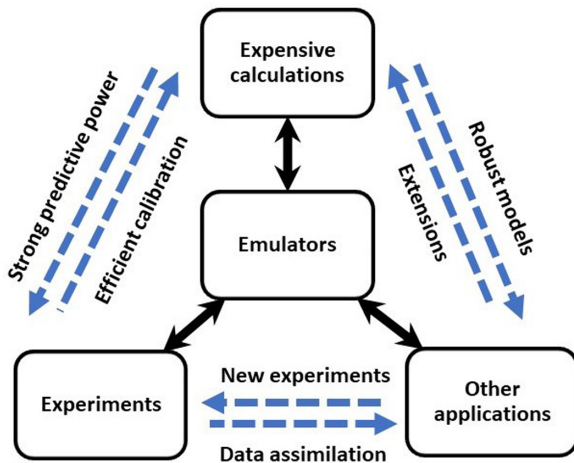 Expensive
calculations
Strong predictive power
Efficient calibration
Robust models
Extensions
Emulators
Experiments
New experiments
Data assimilation
Other
applications